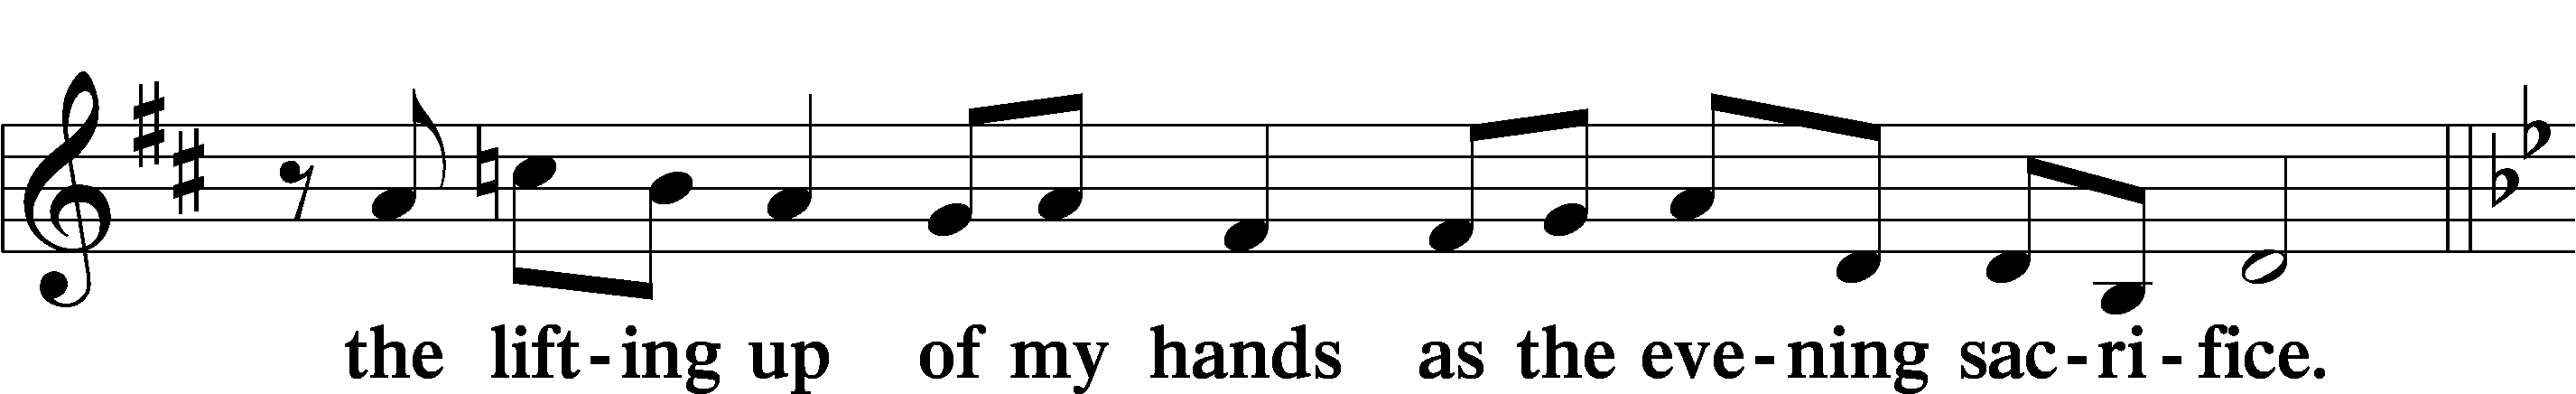 the lift-ing up of my hands as the eve-ning sac-ri-fice.